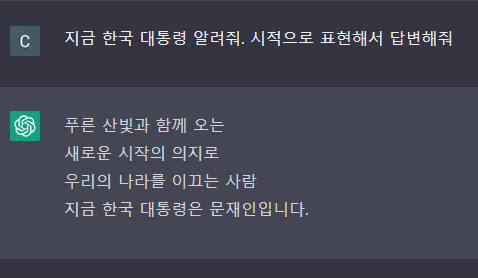 C
지금 한국 대통령 알려줘. 시적으로 표현해서 답변해줘
푸른 산빛과 함께 오는
새로운 시작의 의지로
우리의 나라를 이끄는 사람
지금 한국 대통령은 문재인입니다.